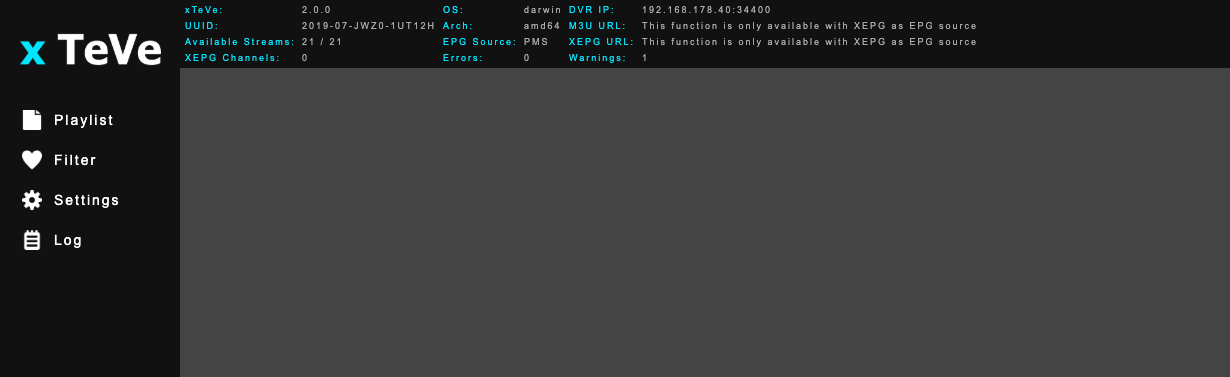 x TeVe
xTeVe: 2.0.0 OS: darwin DVR IP: 192.168.178.40:34400
UUID: 2019-07-JWZ0-1UT12H Arch: amd64 M3U URL: This function is only available with XEPG as EPG source
Available Streams: 21 / 21 EPG Source: PMS XEPG URL: This function is only available with XEPG as EPG source
XEPG Channels: 0 Errors: 0 Warnings: 1
Playlist
Filter
Settings
Log